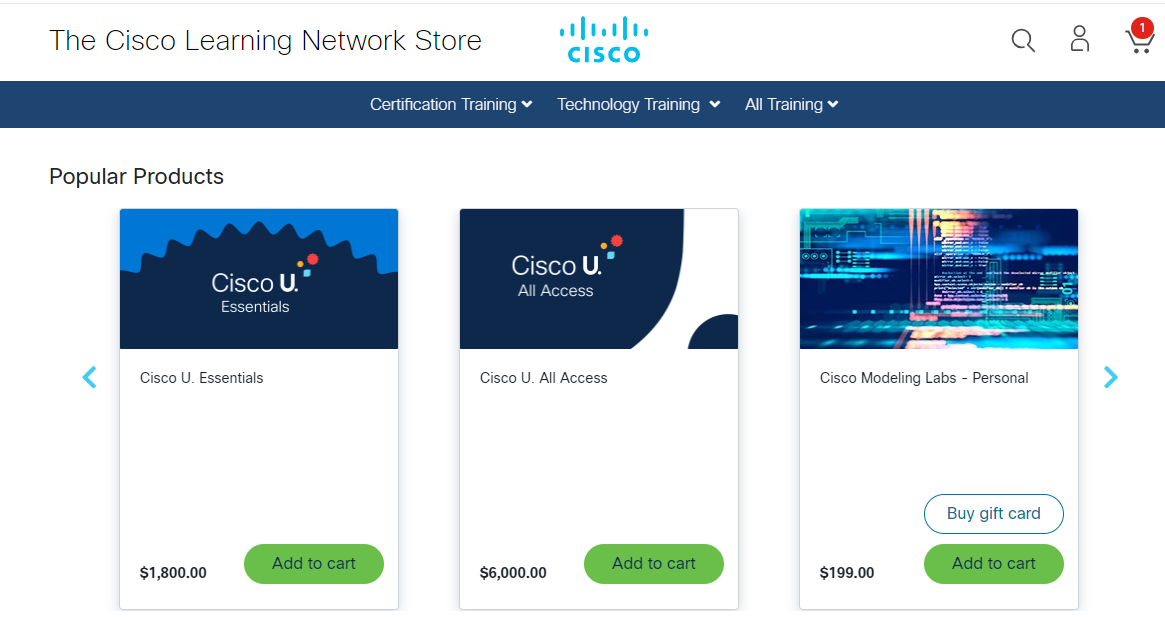 The Cisco Learning Network Store
CISCO
1
Certification Training
Technology Training
All Training
Popular Products
Cisco U.
Essentials
Cisco U.
All Access
Cisco U. Essentials
Cisco U. All Access
Cisco Modeling Labs - Personal
Buy gift card
$1,800.00
Add to cart
$6,000.00
Add to cart
$199.00
Add to cart